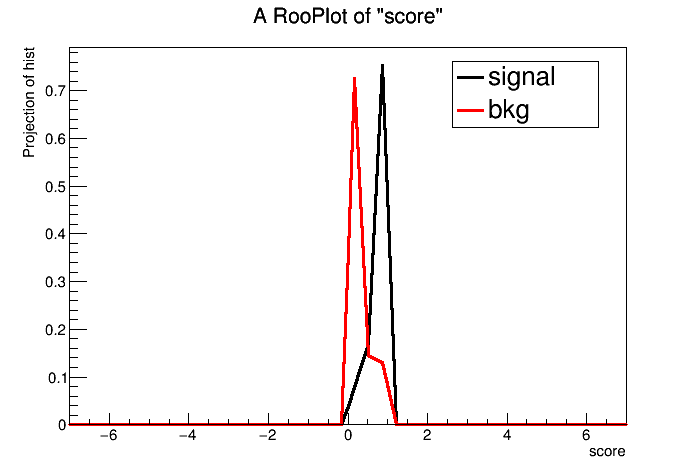 A RooPlot of "score"
Projection of hist
signal
bkg
0.7
0.6
0.5
0.4
0.3
0.2
0.1
0
−6 −4 −2 0 2 4 6
score